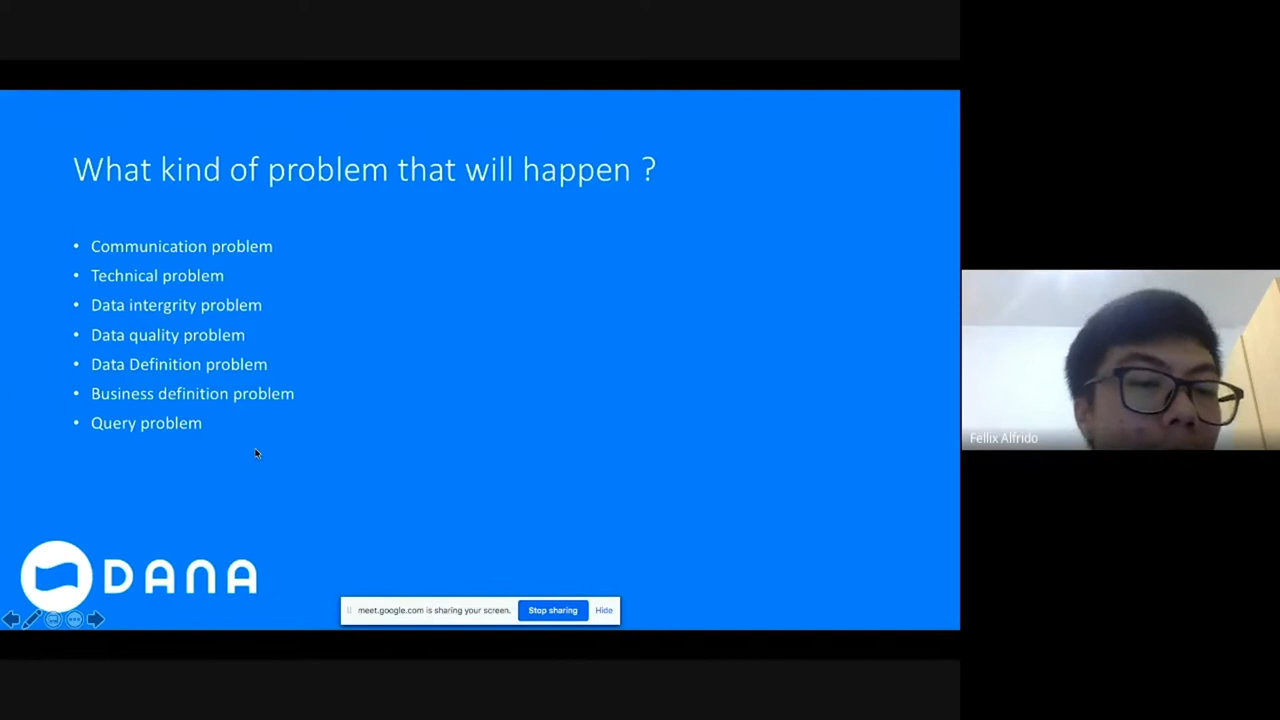 What kind of problem that will happen ?
• Communication problem
• Technical problem
• Data intergrity problem
• Data quality problem
• Data Definition problem
• Business definition problem
• Query problem
DANA
meet.google.com is sharing your screen. Stop sharing Hide
Fellix Alfrido